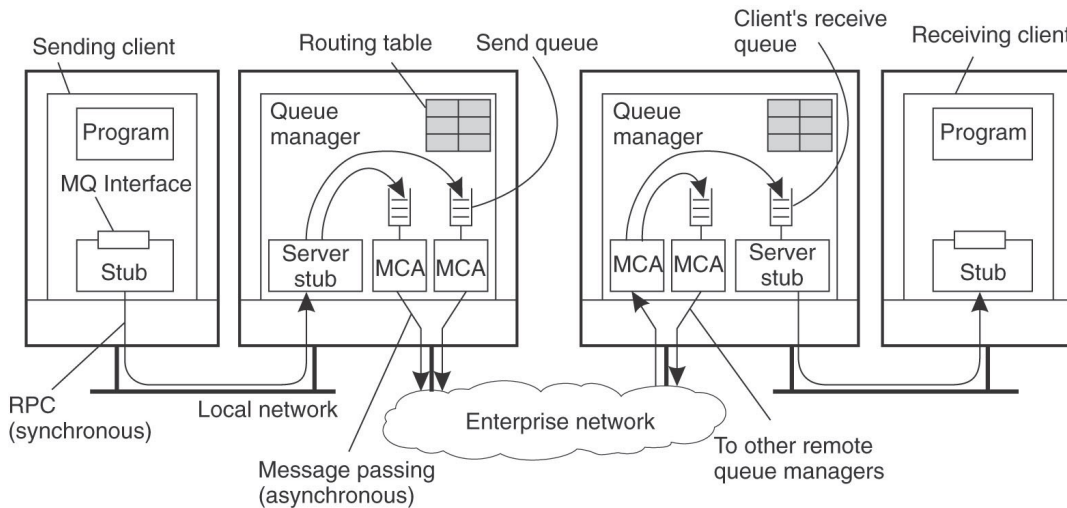 Sending client
Routing table
Send queue
Client's receive
queue
Receiving client
Program
MQ Interface
Stub
Queue
manager
Server
stub
MCA
MCA
Queue
manager
MCA
MCA
Server
stub
Program
Stub
RPC
(synchronous)
Local network
Message passing
(asynchronous)
Enterprise network
To other remote
queue managers